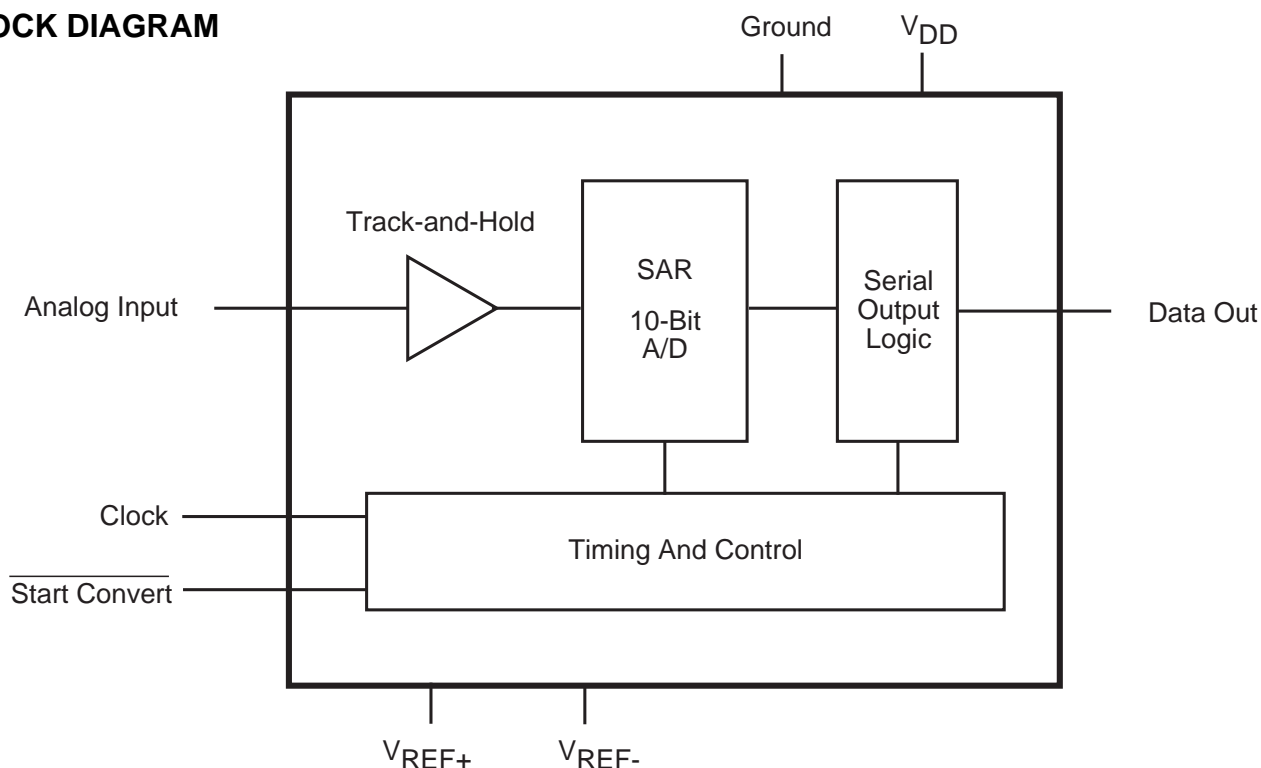 OCK DIAGRAM
Ground
VDD
Track-and-Hold
SAR
10-Bit
A/D
Serial
Output
Logic
Analog Input
Data Out
Clock
Timing And Control
Start Convert
VREF+
VREF-